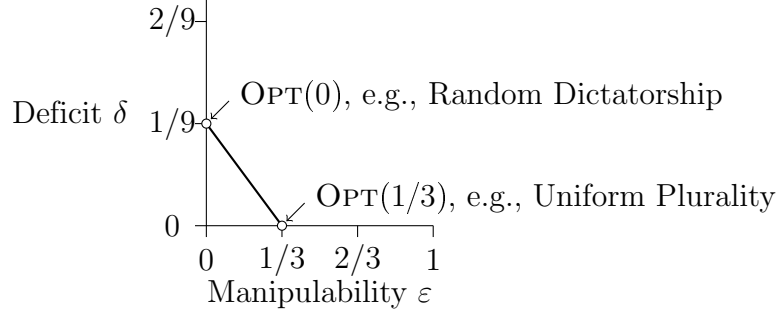 2/9
OPT(0), e.g., Random Dictatorship
Deficit δ 1/9
OPT(1/3), e.g., Uniform Plurality
0
0 1/3 2/3 1
Manipulability ε